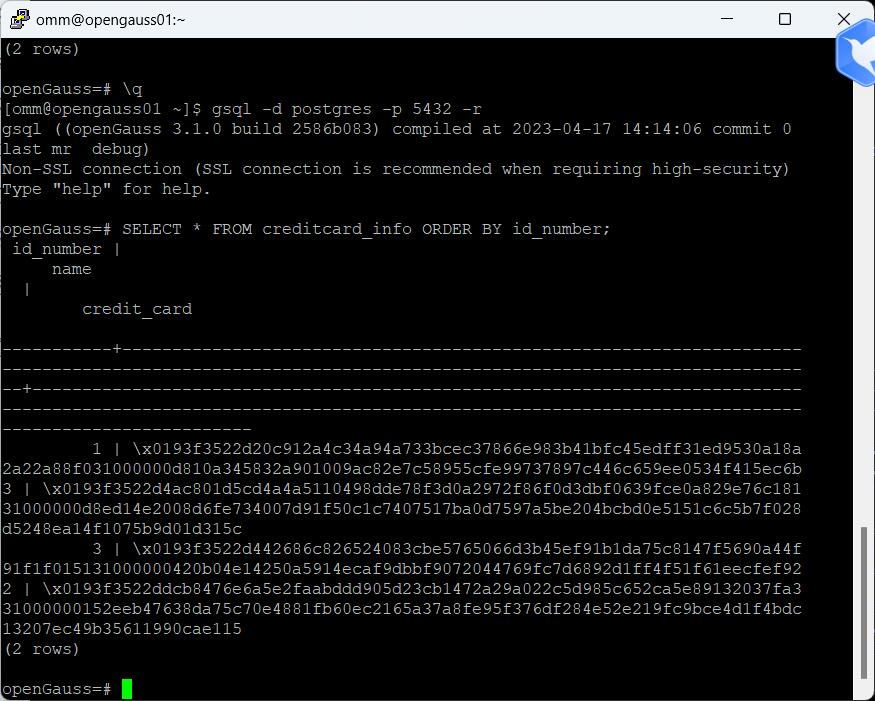 omm@opengauss01:~
(2 rows)
openGauss=# \q
[omm@opengauss01 ~]$ gsql -d postgres -p 5432 -r
gsql ((openGauss 3.1.0 build 2586b083) compiled at 2023-04-17 14:14:06 commit 0
last mr  debug)
Non-SSL connection (SSL connection is recommended when requiring high-security)
Type "help" for help.
openGauss=# SELECT * FROM creditcard_info ORDER BY id_number;
 id_number |
     name
  |
        credit_card
-----------+--------------------------------------------------------------------
--------------------------------------------------------------------------------
--+-----------------------------------------------------------------------------
--------------------------------------------------------------------------------
-------------------------
         1 | \x0193f3522d20c912a4c34a94a733bcec37866e983b41bfc45edff31ed9530a18a
2a22a88f031000000d810a345832a901009ac82e7c58955cfe99737897c446c659ee0534f415ec6b
3 | \x0193f3522d4ac801d5cd4a4a5110498dde78f3d0a2972f86f0d3dbf0639fce0a829e76c181
31000000d8ed14e2008d6fe734007d91f50c1c7407517ba0d7597a5be204bcbd0e5151c6c5b7f028
d5248ea14f1075b9d01d315c
         3 | \x0193f3522d442686c826524083cbe5765066d3b45ef91b1da75c8147f5690a44f
91f1f015131000000420b04e14250a5914ecaf9dbbf9072044769fc7d6892d1ff4f51f61eecfef92
2 | \x0193f3522ddcb8476e6a5e2faabddd905d23cb1472a29a022c5d985c652ca5e89132037fa3
31000000152eeb47638da75c70e4881fb60ec2165a37a8fe95f376df284e52e219fc9bce4d1f4bdc
13207ec49b35611990cae115
(2 rows)
openGauss=#